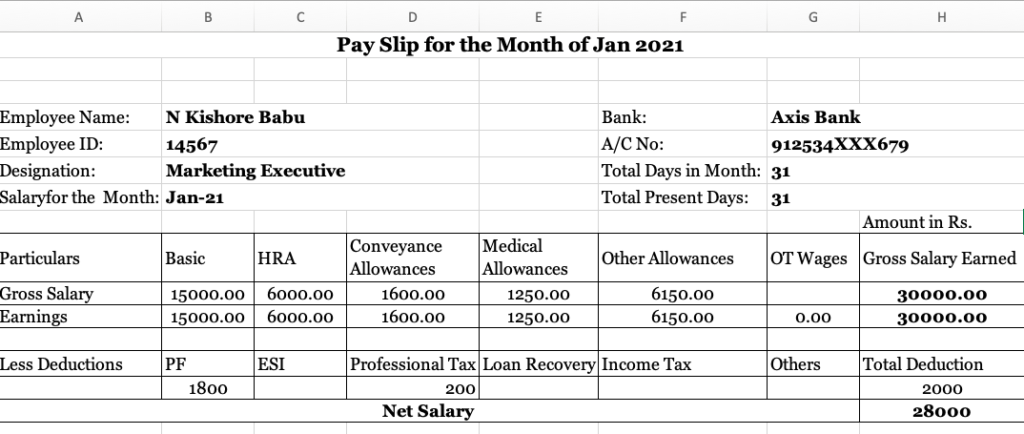 A B C D E F G H
Pay Slip for the Month of Jan 2021
Employee Name: N Kishore Babu Bank: Axis Bank
Employee ID: 14567 A/C No: 912534XXX679
Designation: Marketing Executive Total Days in Month: 31
Salaryfor the Month: Jan-21 Total Present Days: 31
Amount in Rs.
Particulars Basic HRA Conveyance Allowances Medical Allowances Other Allowances OT Wages Gross Salary Earned
Gross Salary 15000.00 6000.00 1600.00 1250.00 6150.00 30000.00
Earnings 15000.00 6000.00 1600.00 1250.00 6150.00 0.00 30000.00
Less Deductions PF ESI Professional Tax Loan Recovery Income Tax Others Total Deduction
1800 200 2000
Net Salary 28000